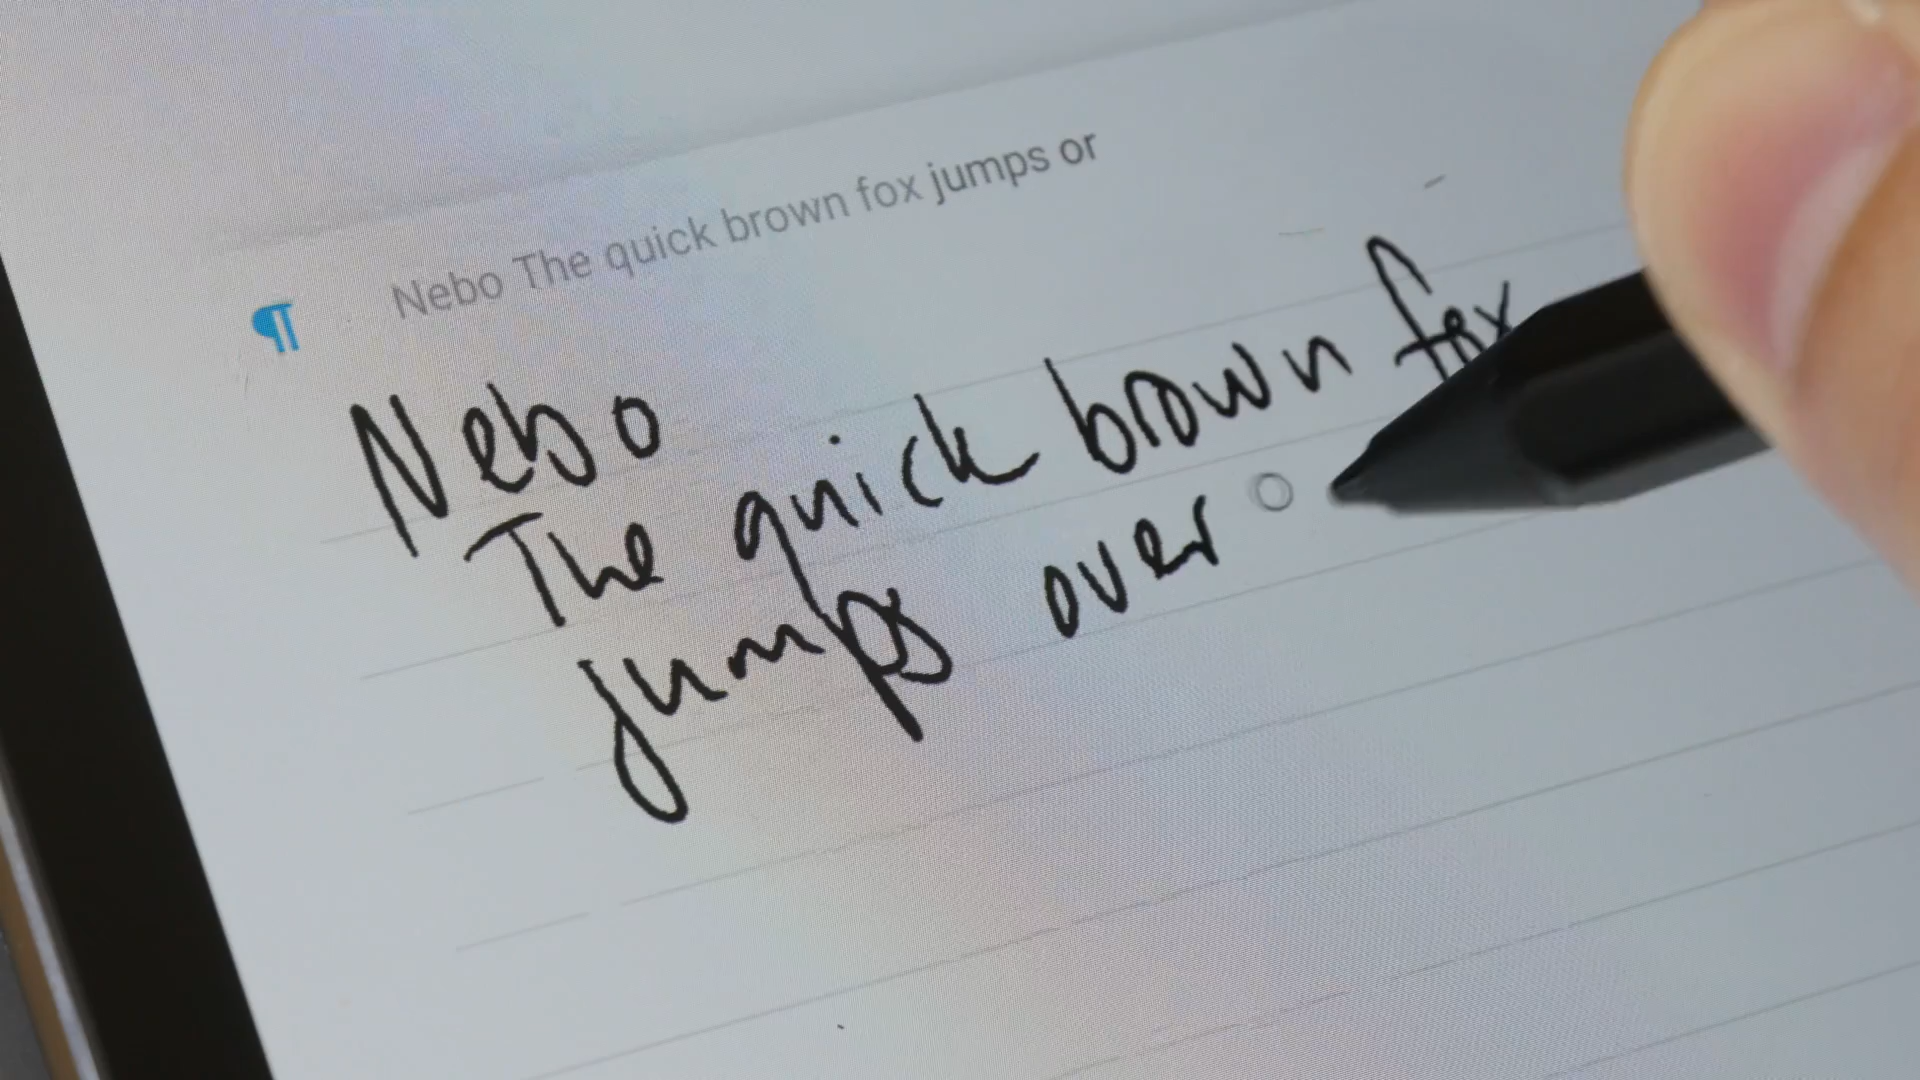 ¶ Nebo The quick brown fox jumps or
Nebo
The quick brown fox
jumps over